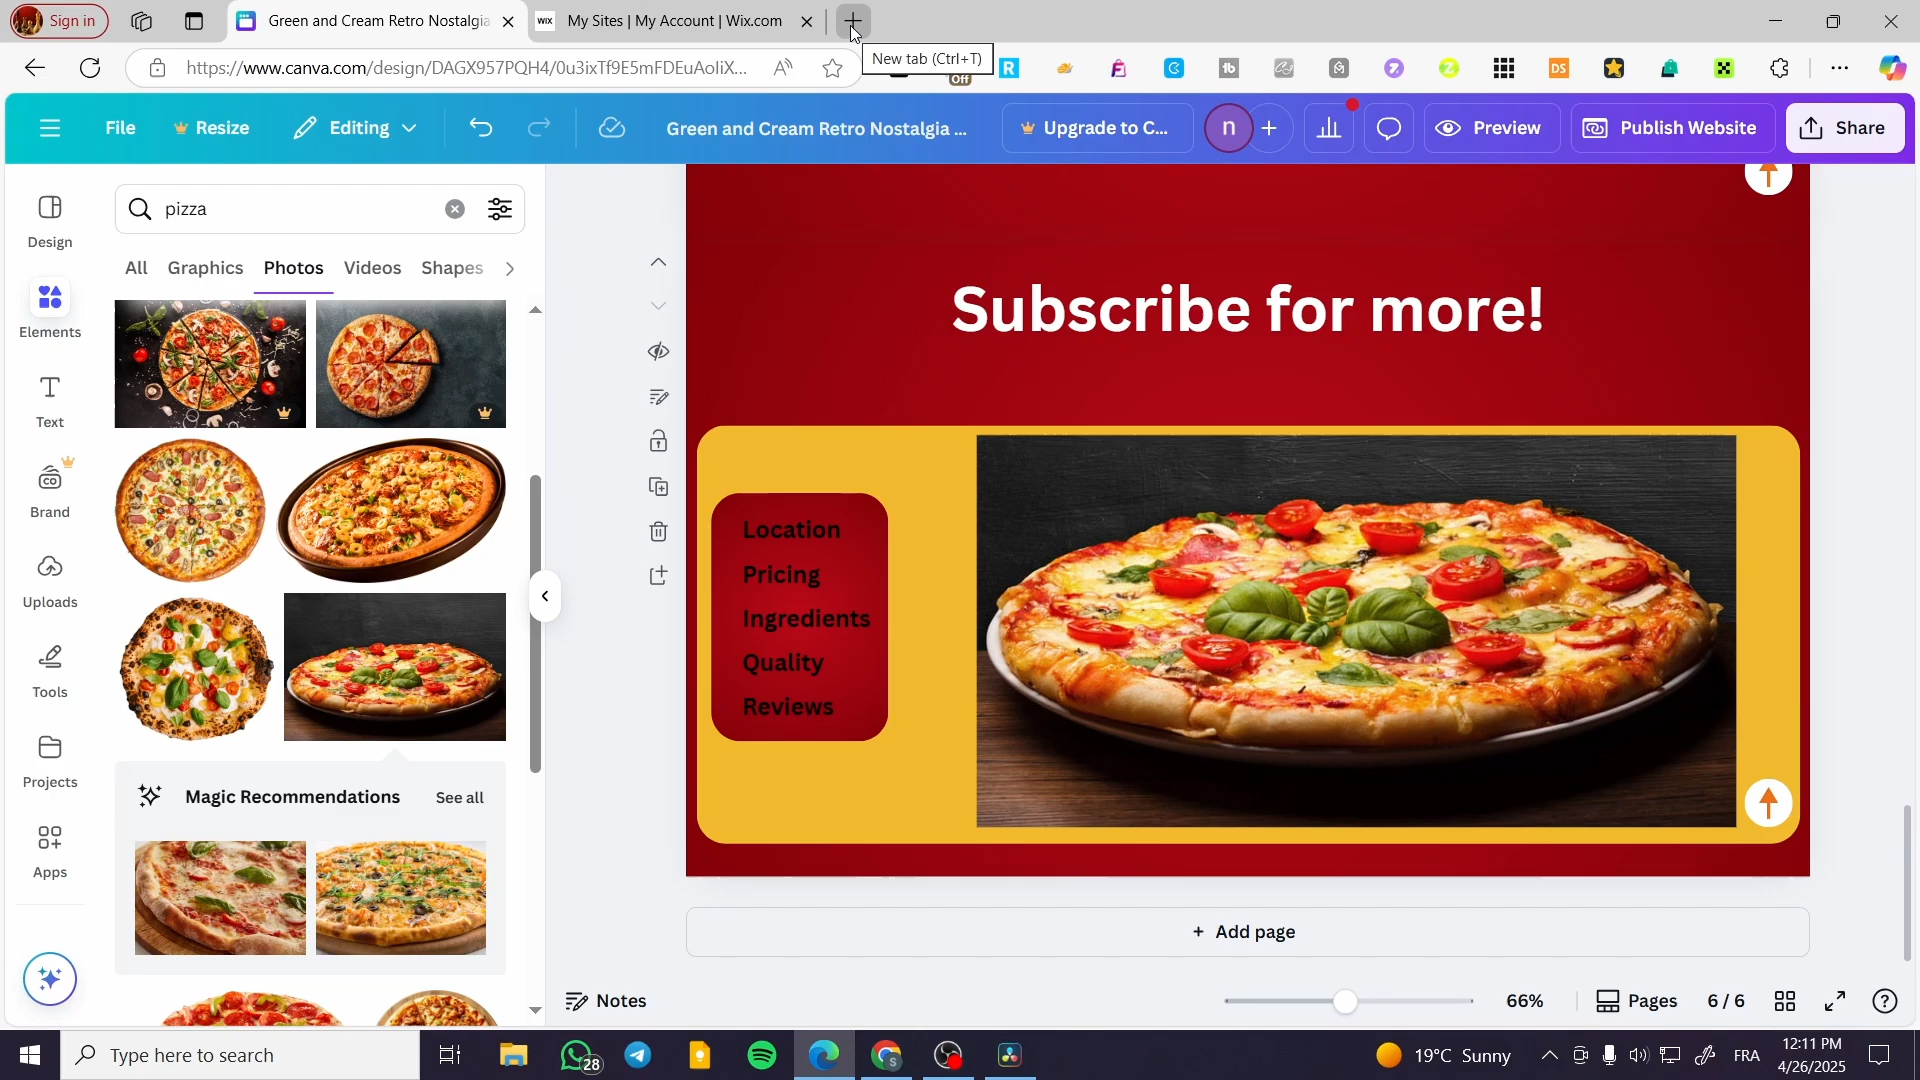 Sign in
Green and Cream Retro Nostalgia
WIX
My Sites | My Account | Wix.com
New tab (Ctrl+T)
https://www.canva.com/design/DAGX957PQH4/0u3ixTf9E5mFDEuAoliX...
Off
File
Resize
Editing
Green and Cream Retro Nostalgia ...
Upgrade to C...
n
Preview
Publish Website
Share
Design
Elements
Text
Brand
Uploads
Tools
Projects
Apps
pizza
All
Graphics
Photos
Videos
Shapes
Magic Recommendations
See all
Subscribe for more!
Location
Pricing
Ingredients
Quality
Reviews
+ Add page
Notes
66%
Pages
6 / 6
Type here to search
28
19°C Sunny
FRA
12:11 PM
4/26/2025